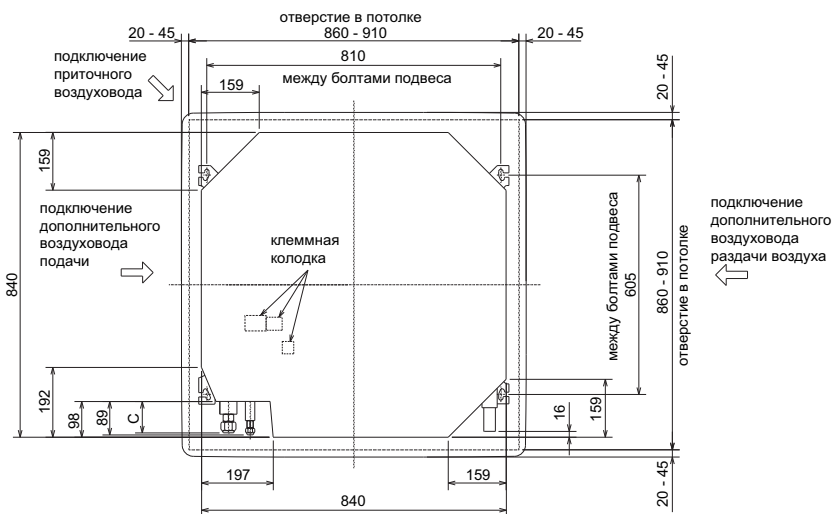 отверстие в потолке
20 - 45
860 - 910
20 - 45
810
между болтами подвеса
159
подключение
приточного
воздуховода
20 - 45
159
подключение
дополнительного
воздуховода
подачи
840
клеммная
колодка
между болтами подвеса
605
860 - 910
отверстие в потолке
подключение
дополнительного
воздуховода
раздачи воздуха
192
98
89
C
16
159
197
159
840
20 - 45